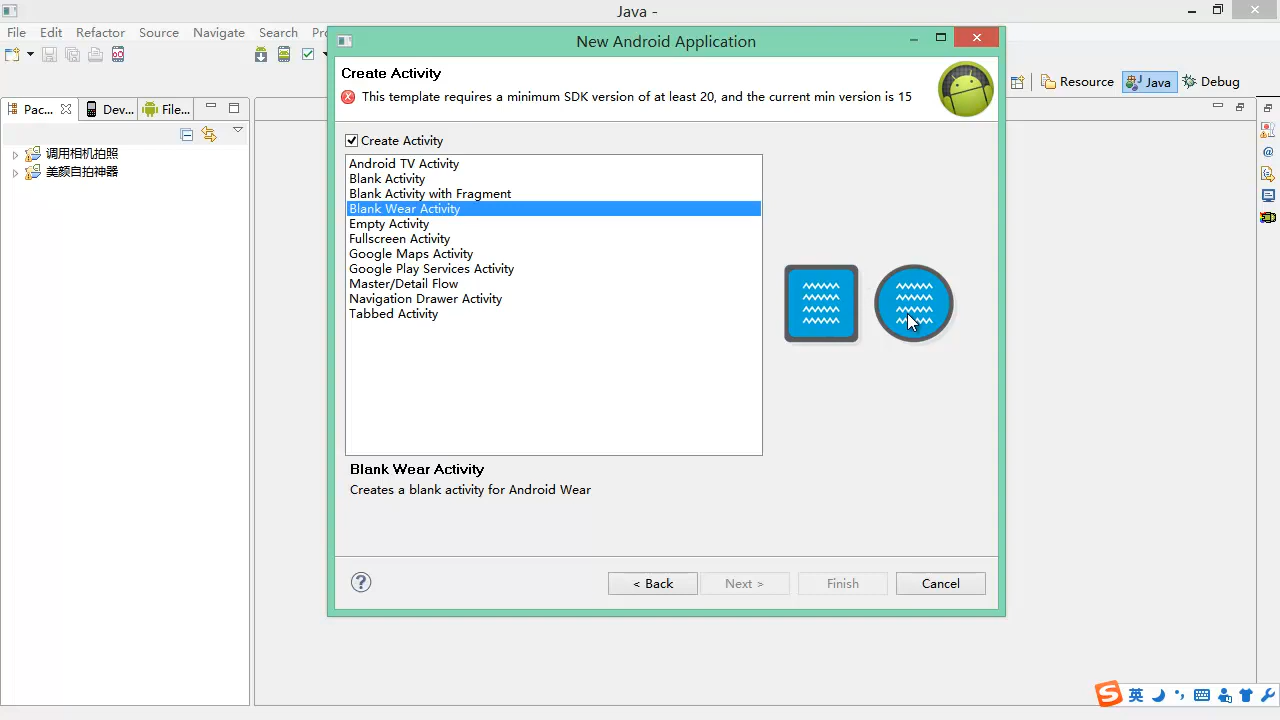 Java -
File Edit Refactor Source Navigate Search Pr
Resource Java Debug
Pac... Dev... File...
调用相机拍照
美颜自拍神器
New Android Application
Create Activity
This template requires a minimum SDK version of at least 20, and the current min version is 15
Create Activity
Android TV Activity
Blank Activity
Blank Activity with Fragment
Blank Wear Activity
Empty Activity
Fullscreen Activity
Google Maps Activity
Google Play Services Activity
Master/Detail Flow
Navigation Drawer Activity
Tabbed Activity
Blank Wear Activity
Creates a blank activity for Android Wear
< Back Next > Finish Cancel
英